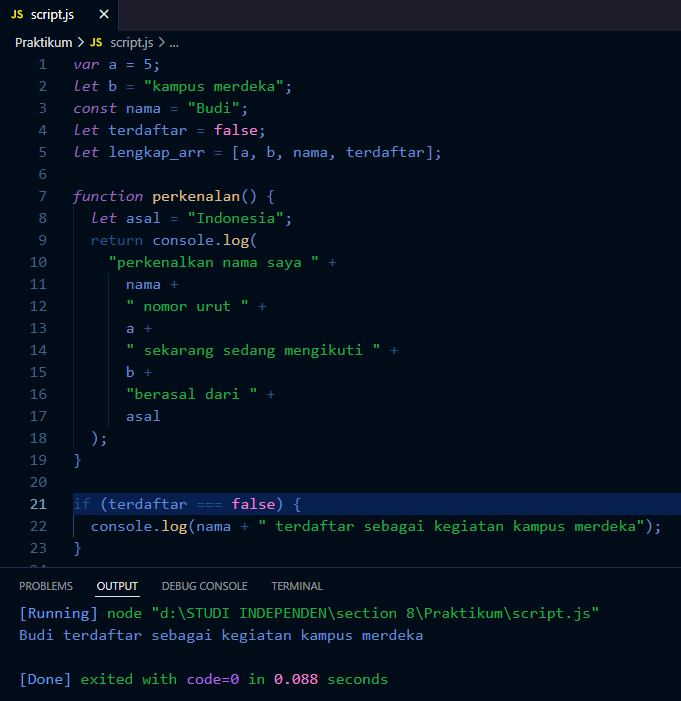 JS script.js ×
Praktikum > JS script.js > ...
1 var a = 5;
2 let b = "kampus merdeka";
3 const nama = "Budi";
4 let terdaftar = false;
5 let lengkap_arr = [a, b, nama, terdaftar];
6
7 function perkenalan() {
8 let asal = "Indonesia";
9 return console.log(
10 "perkenalkan nama saya " +
11 nama +
12 " nomor urut " +
13 a +
14 " sekarang sedang mengikuti " +
15 b +
16 "berasal dari " +
17 asal
18 );
19 }
20
21 if (terdaftar === false) {
22 console.log(nama + " terdaftar sebagai kegiatan kampus merdeka");
23 }
PROBLEMS OUTPUT DEBUG CONSOLE TERMINAL
[Running] node "d:\STUDI INDEPENDEN\section 8\Praktikum\script.js"
Budi terdaftar sebagai kegiatan kampus merdeka
[Done] exited with code=0 in 0.088 seconds